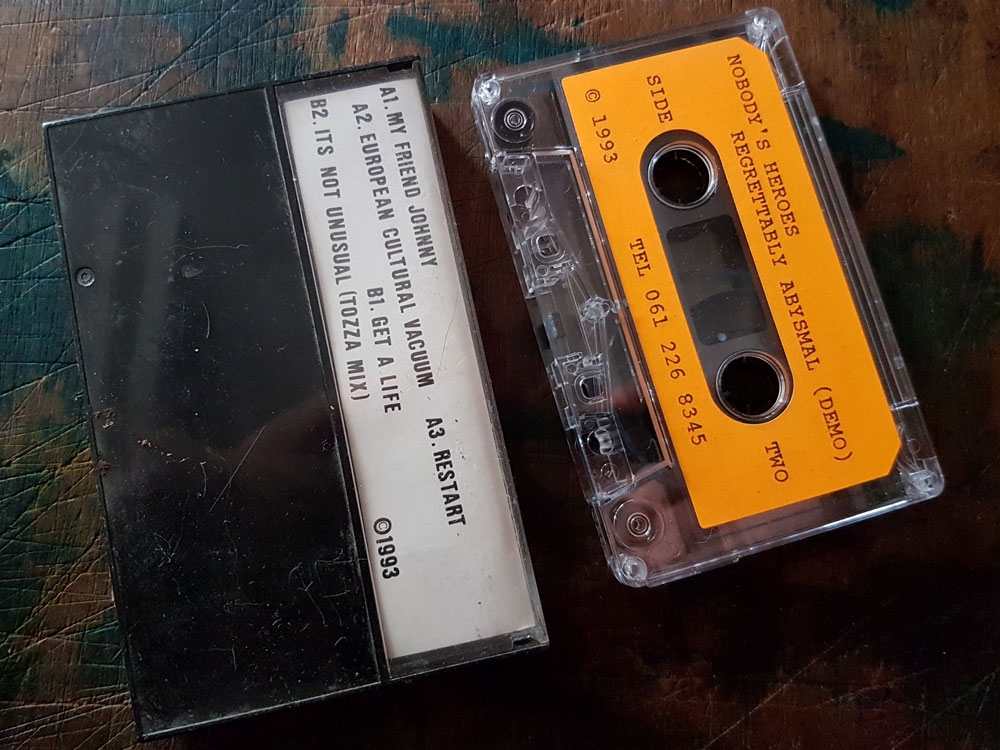 A1. MY FRIEND JOHNNY
A2. EUROPEAN CULTURAL VACUUM A3. RESTART
B1. GET A LIFE
B2. ITS NOT UNUSUAL (TOZZA MIX)
©1993
NOBODY'S HEROES
REGRETTABLY ABYSMAL (DEMO)
SIDE TWO
© 1993
TEL 061 226 8345